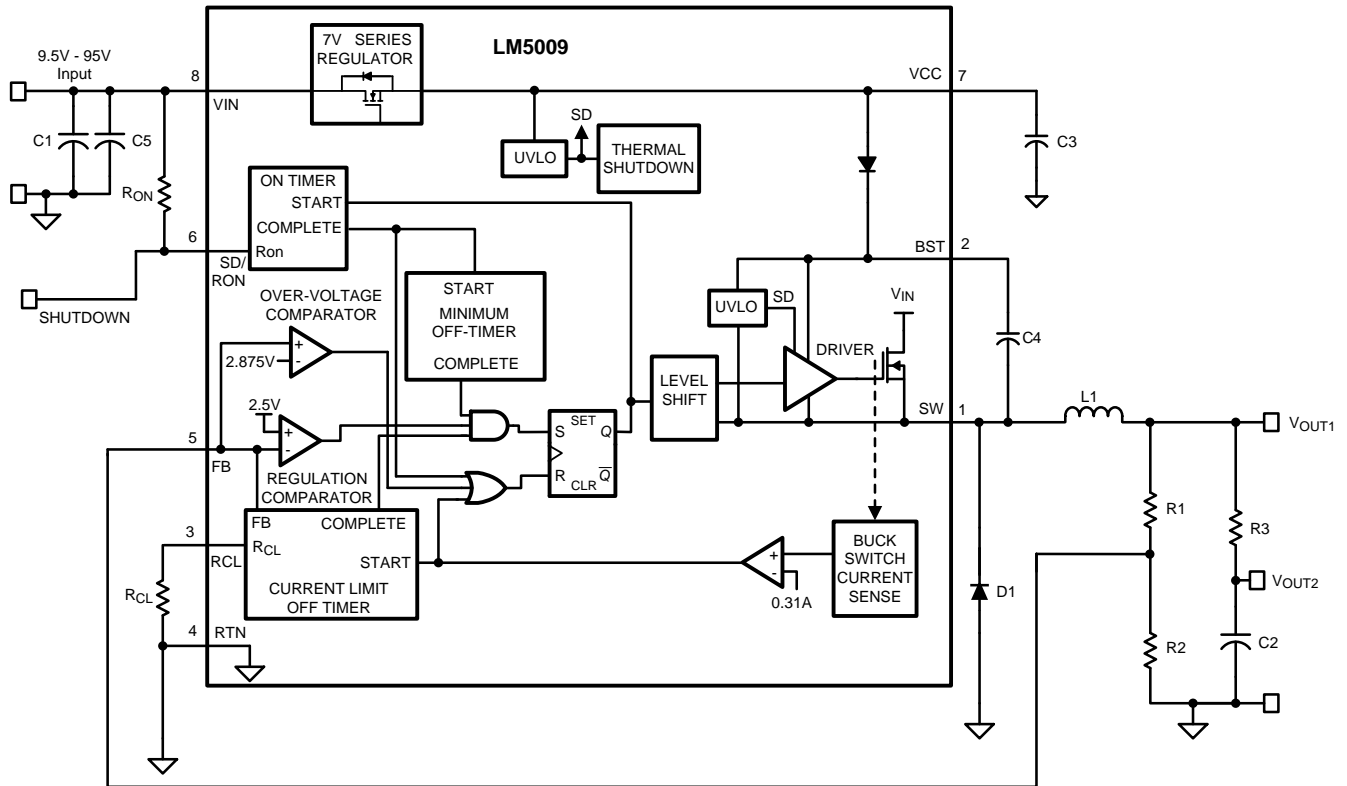 LM5009
9.5V - 95V
Input
8
VIN
7V SERIES
REGULATOR
VCC
7
C1
C5
RON
C3
UVLO
SD
THERMAL
SHUTDOWN
ON TIMER
START
COMPLETE
Ron
6
SD/
RON
SHUTDOWN
BST
2
START
MINIMUM
OFF-TIMER
COMPLETE
OVER-VOLTAGE
COMPARATOR
+
-
2.875V
UVLO
SD
VIN
DRIVER
C4
LEVEL
SHIFT
SW
1
L1
VOUT1
2.5V
+
-
5
FB
REGULATION
COMPARATOR
SET
S
Q
R
Q
CLR
R1
R3
FB
COMPLETE
3
RCL
RCL
START
CURRENT LIMIT
OFF TIMER
RCL
4
RTN
+
-
0.31A
BUCK
SWITCH
CURRENT
SENSE
D1
VOUT2
R2
C2